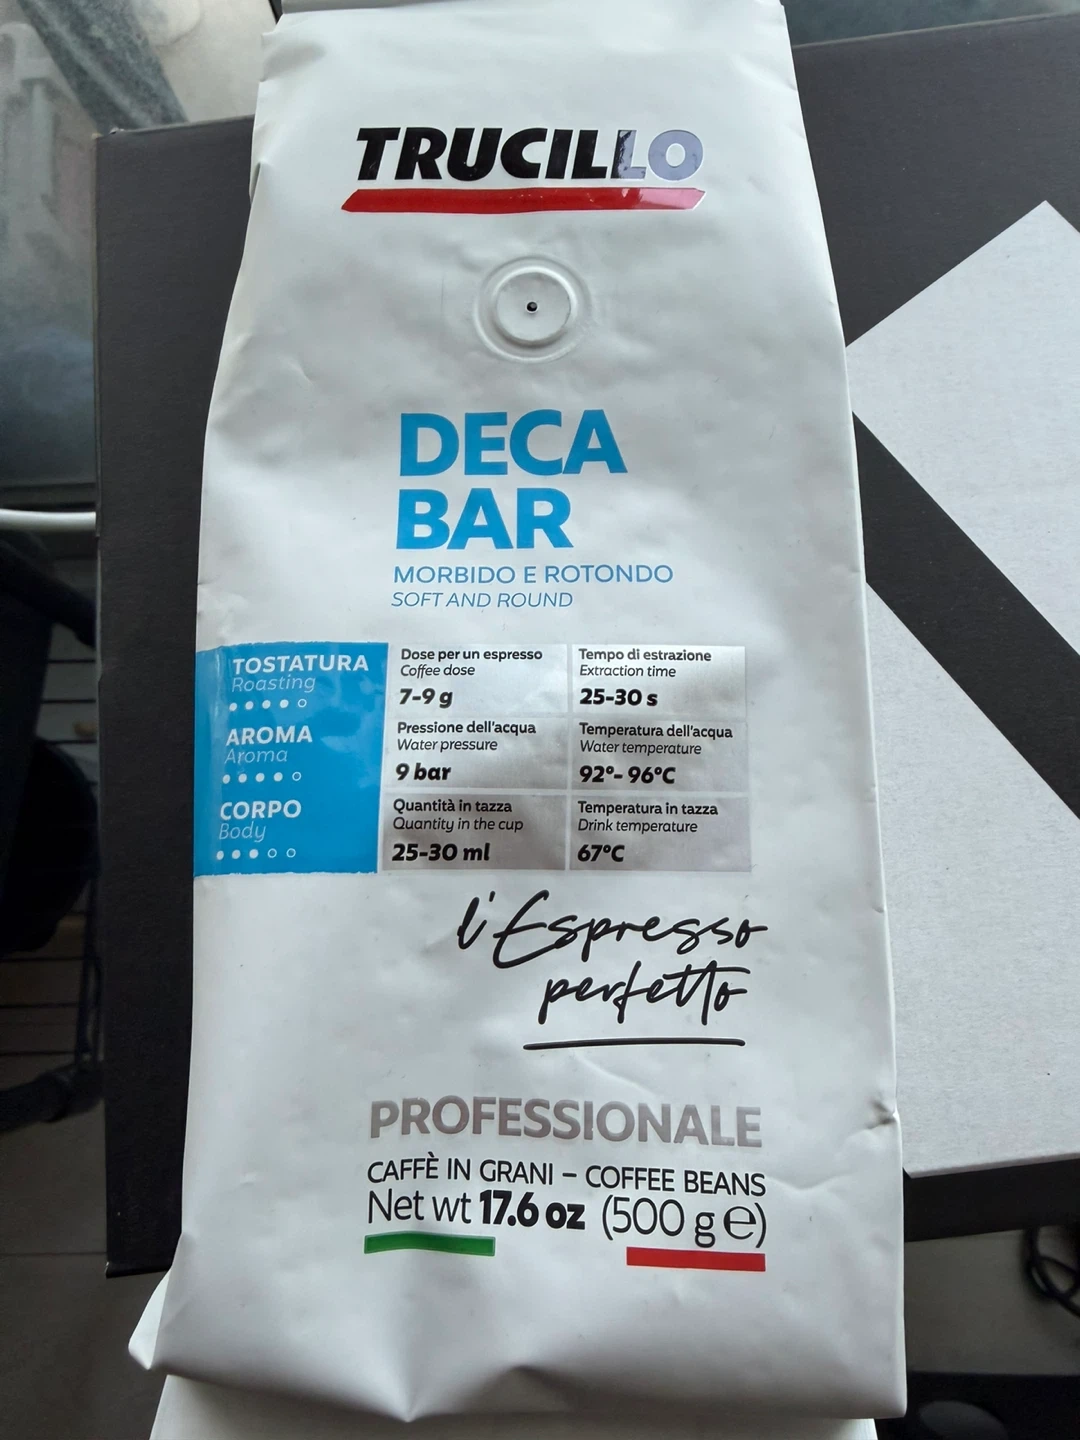 TRUCILLO
DECA
BAR
MORBIDO E ROTONDO
SOFT AND ROUND
TOSTATURA
Roasting
AROMA
Aroma
CORPO
Body
Dose per un espresso
Coffee dose
7-9 g
Tempo di estrazione
Extraction time
25-30 s
Pressione dell'acqua
Water pressure
9 bar
Temperatura dell'acqua
Water temperature
92°- 96°C
Quantità in tazza
Quantity in the cup
25-30 ml
Temperatura in tazza
Drink temperature
67°C
l'Espresso
perfetto
PROFESSIONALE
CAFFÈ IN GRANI – COFFEE BEANS
Net wt 17.6 oz (500 g ℮)